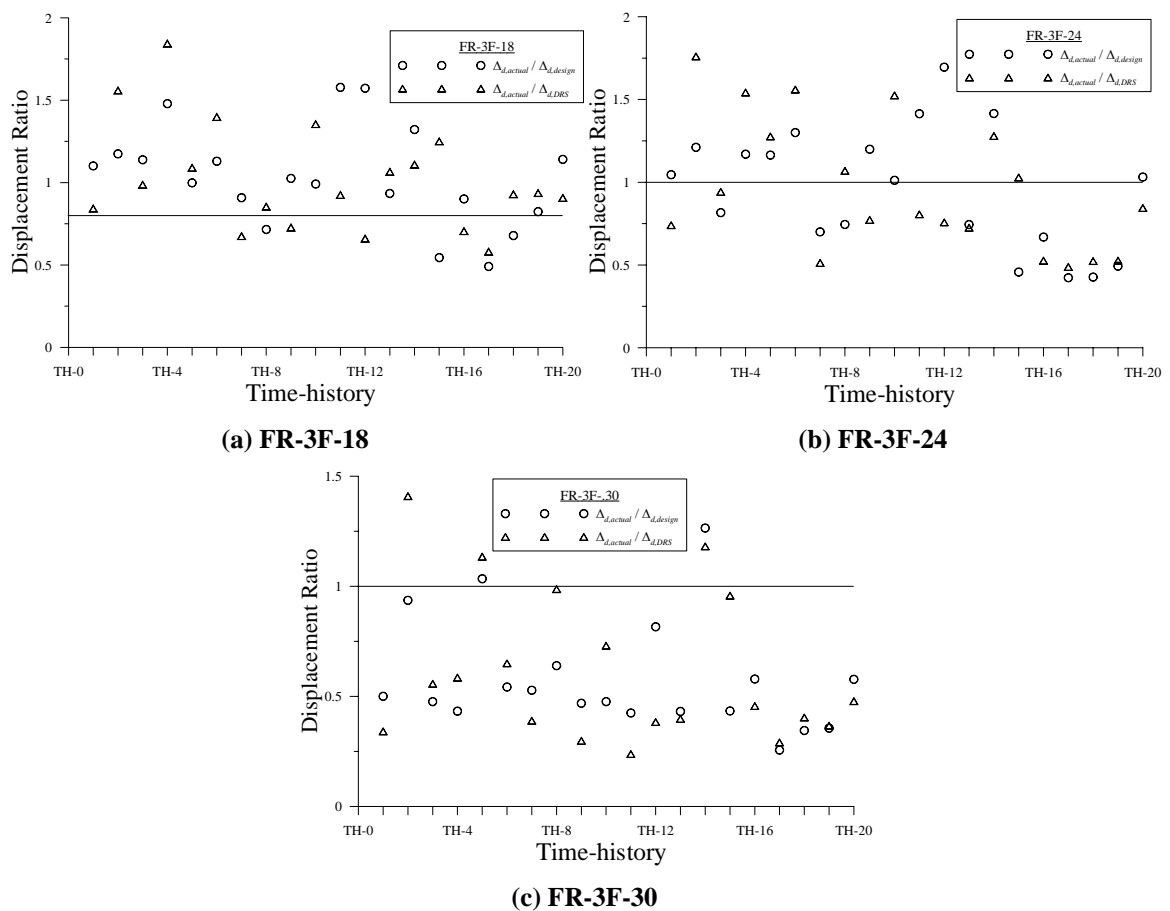 2
1.5
1
0.5
0
Displacement Ratio
FR-3F-18
Δd,actual / Δd,design
Δd,actual / Δd,DRS
TH-0 TH-4 TH-8 TH-12 TH-16 TH-20
Time-history
(a) FR-3F-18
2
1.5
1
0.5
0
Displacement Ratio
FR-3F-24
Δd,actual / Δd,design
Δd,actual / Δd,DRS
TH-0 TH-4 TH-8 TH-12 TH-16 TH-20
Time-history
(b) FR-3F-24
1.5
1
0.5
0
Displacement Ratio
FR-3F-.30
Δd,actual / Δd,design
Δd,actual / Δd,DRS
TH-0 TH-4 TH-8 TH-12 TH-16 TH-20
Time-history
(c) FR-3F-30